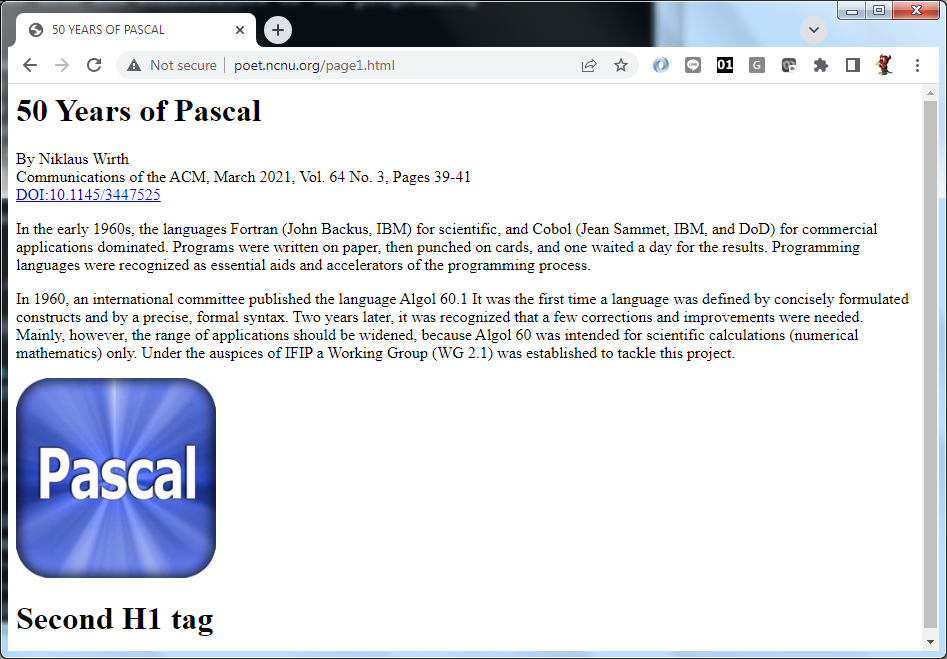 50 YEARS OF PASCAL
Not secure
poet.ncnu.org/page1.html
LINE
01
G
50 Years of Pascal
By Niklaus Wirth
Communications of the ACM, March 2021, Vol. 64 No. 3, Pages 39-41
DOI:10.1145/3447525
In the early 1960s, the languages Fortran (John Backus, IBM) for scientific, and Cobol (Jean Sammet, IBM, and DoD) for commercial
applications dominated. Programs were written on paper, then punched on cards, and one waited a day for the results. Programming
languages were recognized as essential aids and accelerators of the programming process.
In 1960, an international committee published the language Algol 60.1 It was the first time a language was defined by concisely formulated
constructs and by a precise, formal syntax. Two years later, it was recognized that a few corrections and improvements were needed.
Mainly, however, the range of applications should be widened, because Algol 60 was intended for scientific calculations (numerical
mathematics) only. Under the auspices of IFIP a Working Group (WG 2.1) was established to tackle this project.
Pascal
Second H1 tag